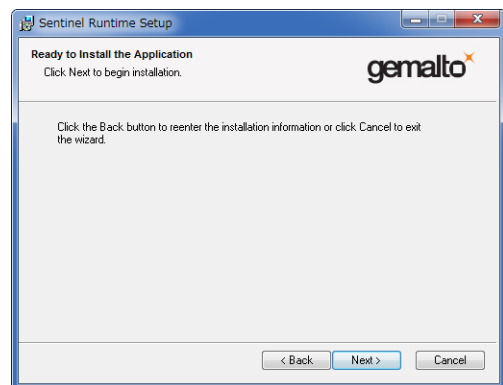 Sentinel Runtime Setup
Ready to Install the Application
Click Next to begin installation.
gemalto
Click the Back button to reenter the installation information or click Cancel to exit
the wizard.
< Back
Next >
Cancel